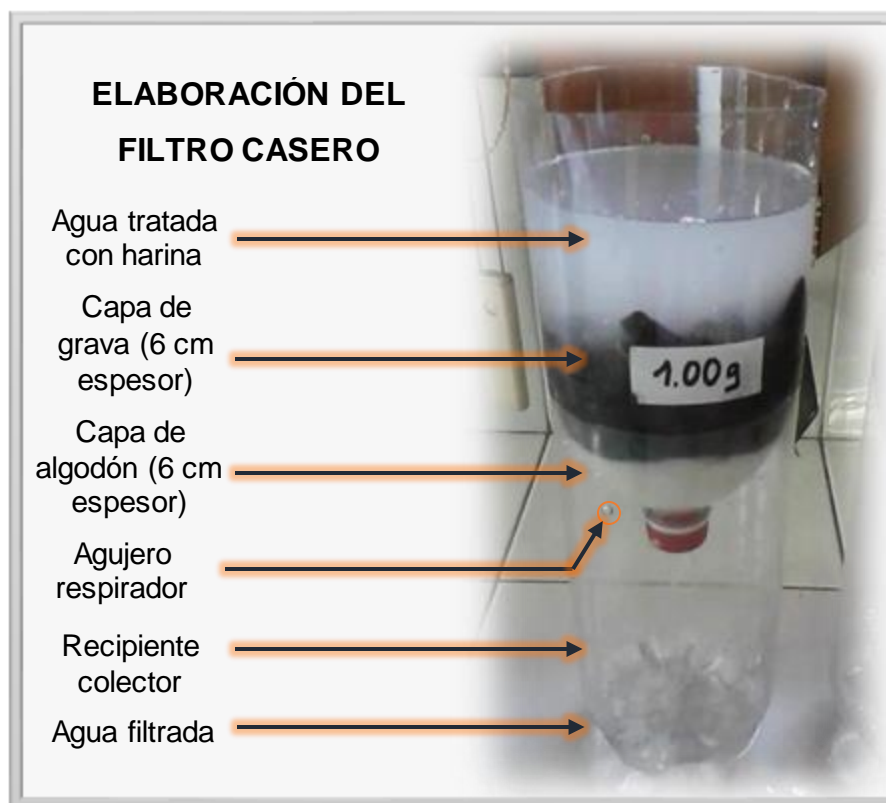 ELABORACIÓN DEL
FILTRO CASERO
Agua tratada
con harina
Capa de
grava (6 cm
espesor)
1.00g
Capa de
algodón (6 cm
espesor)
Agujero
respirador
Recipiente
colector
Agua filtrada